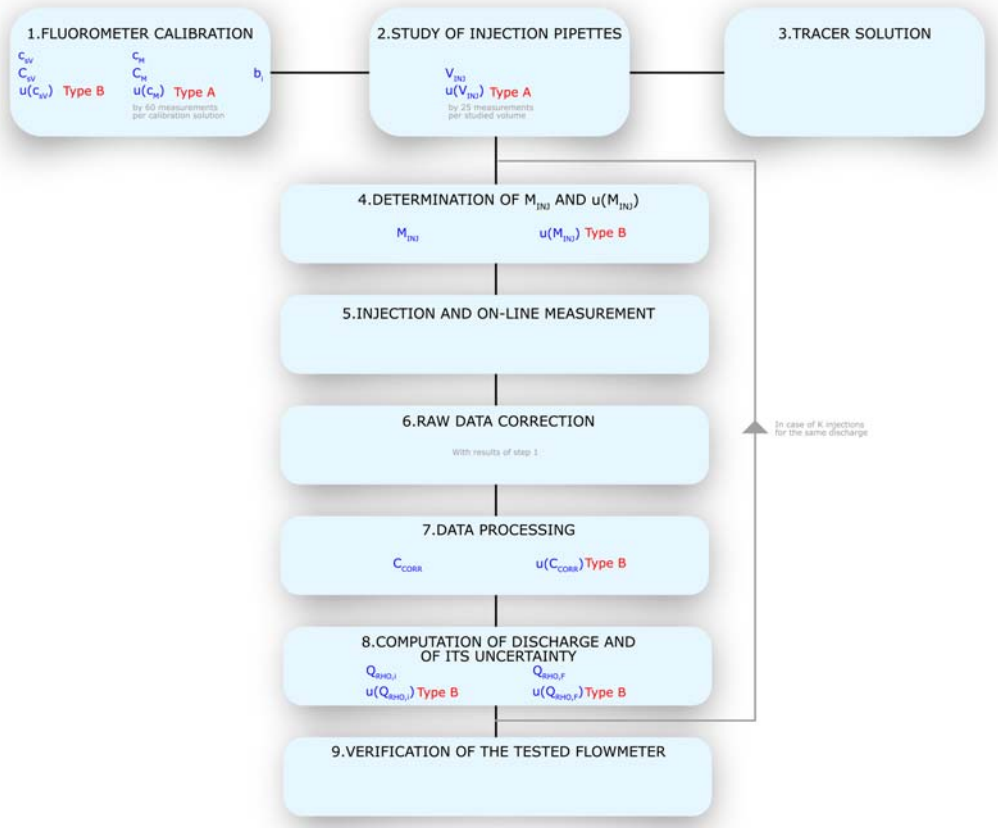 1.FLUOROMETER CALIBRATION
c_sV c_M
C_sV C_M b_i
u(c_sV) Type B u(c_M) Type A
by 60 measurements
per calibration solution
2.STUDY OF INJECTION PIPETTES
V_INJ
u(V_INJ) Type A
by 25 measurements
per studied volume
3.TRACER SOLUTION
4.DETERMINATION OF M_INJ AND u(M_INJ)
M_INJ u(M_INJ) Type B
5.INJECTION AND ON-LINE MEASUREMENT
6.RAW DATA CORRECTION
With results of step 1
In case of K injections
for the same discharge
7.DATA PROCESSING
C_CORR u(C_CORR) Type B
8.COMPUTATION OF DISCHARGE AND
OF ITS UNCERTAINTY
Q_RHO,i Q_RHO,F
u(Q_RHO,i) Type B u(Q_RHO,F) Type B
9.VERIFICATION OF THE TESTED FLOWMETER